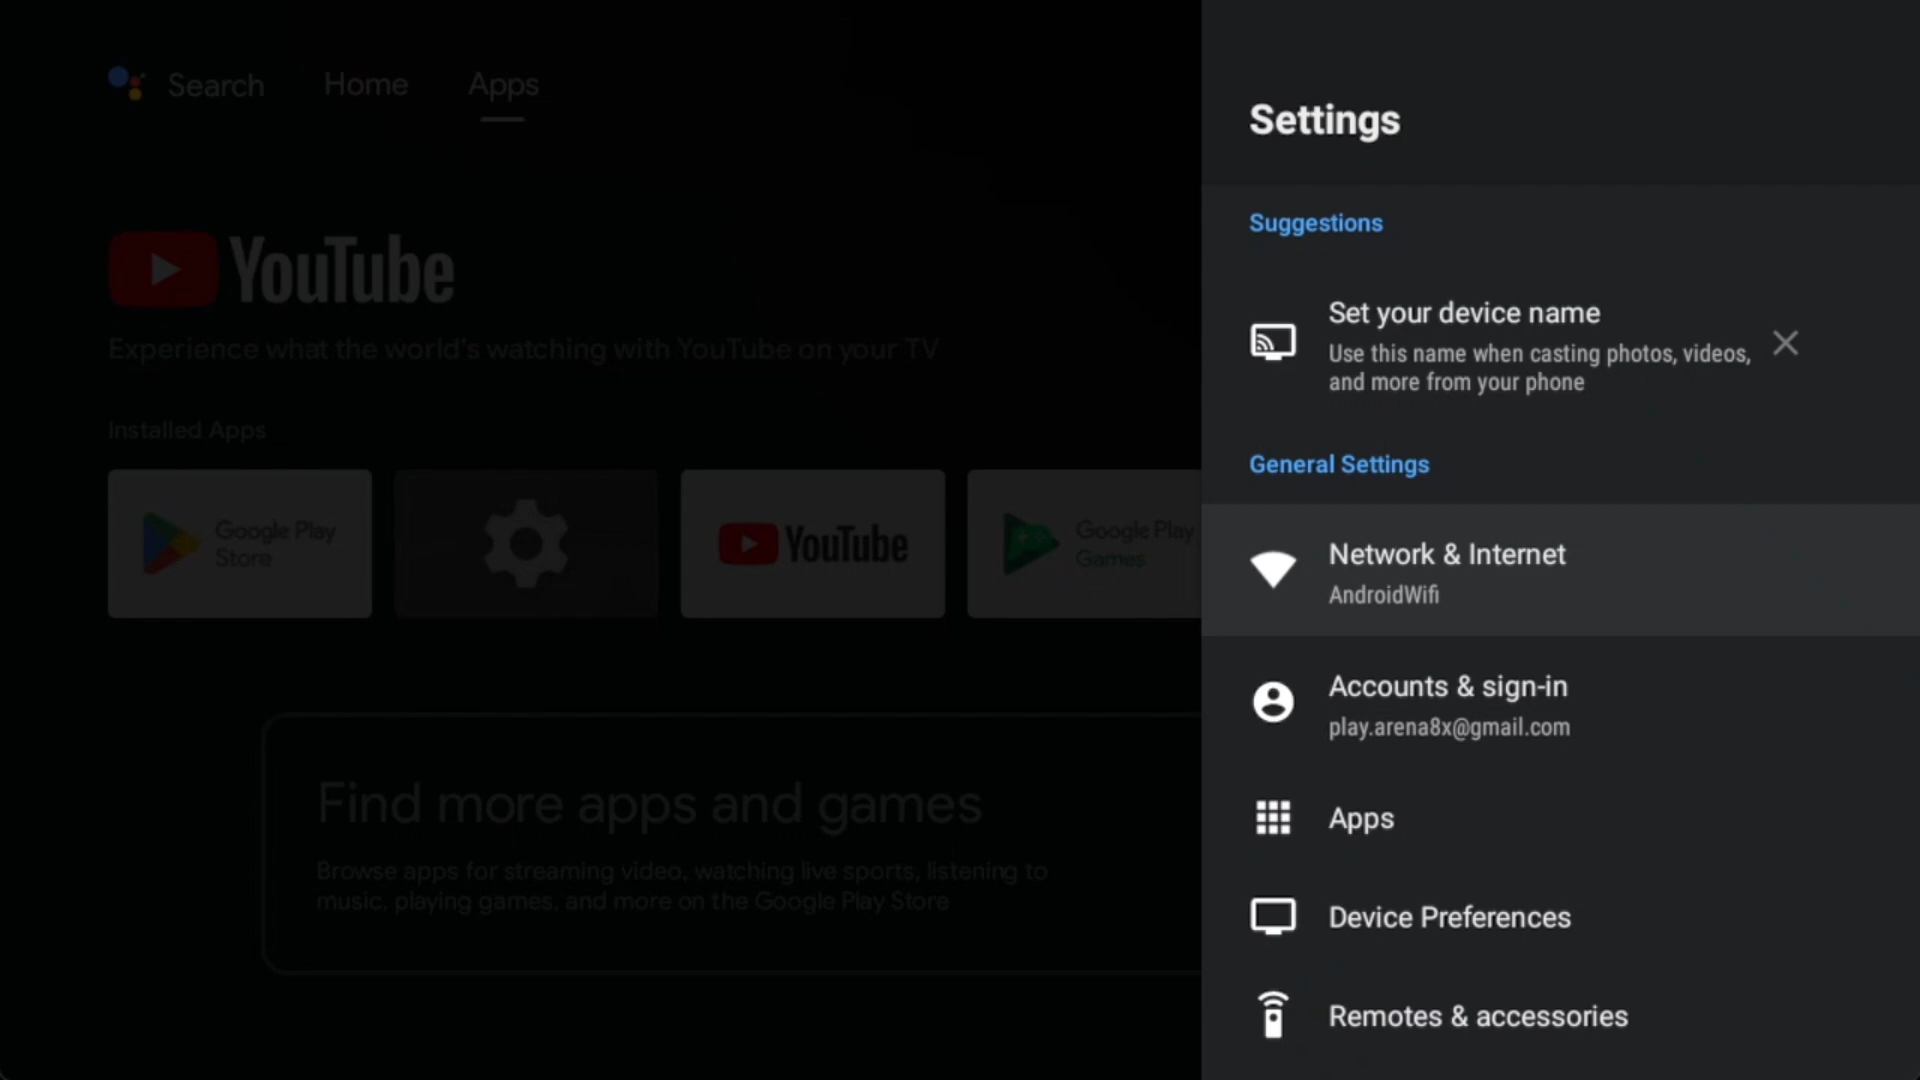 Search
Home
Apps
YouTube
Experience what the world's watching with YouTube on your TV
Installed Apps
Google Play
Store
YouTube
Google Play
Games
Find more apps and games
Browse apps for streaming video, watching live sports, listening to
music, playing games, and more on the Google Play Store
Settings
Suggestions
Set your device name
Use this name when casting photos, videos,
and more from your phone
General Settings
Network & Internet
AndroidWifi
Accounts & sign-in
play.arena8x@gmail.com
Apps
Device Preferences
Remotes & accessories